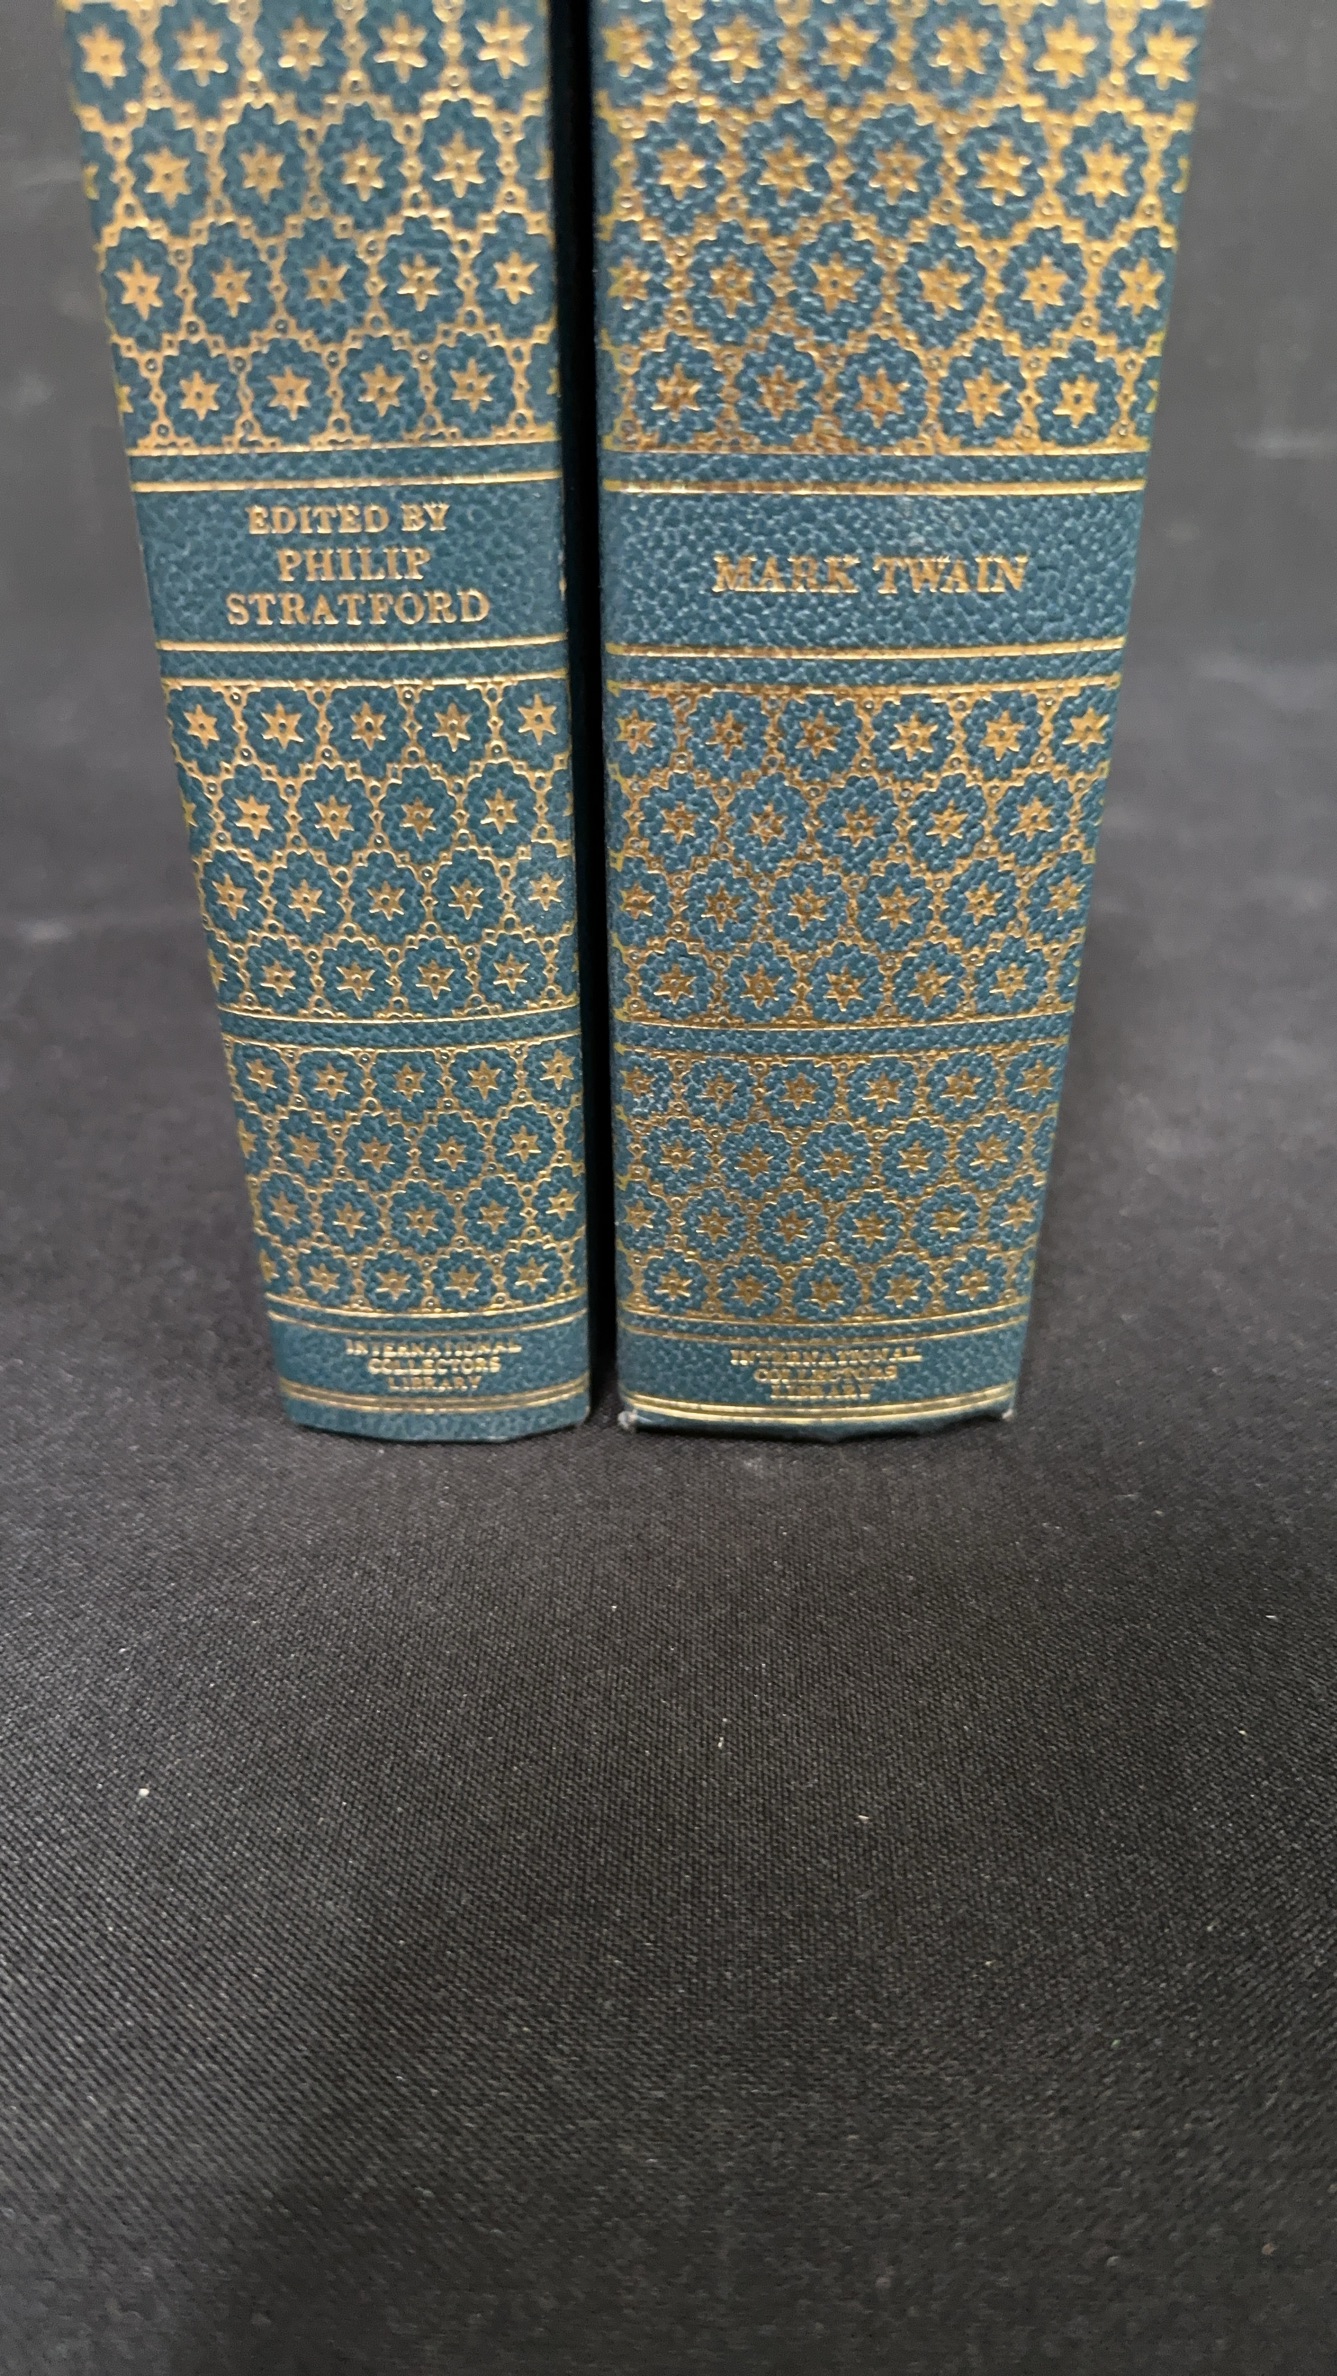 EDITED BY
PHILIP
STRATFORD
INTERNATIONAL
COLLECTORS
LIBRARY
MARK TWAIN
INTERNATIONAL
COLLECTORS
LIBRARY